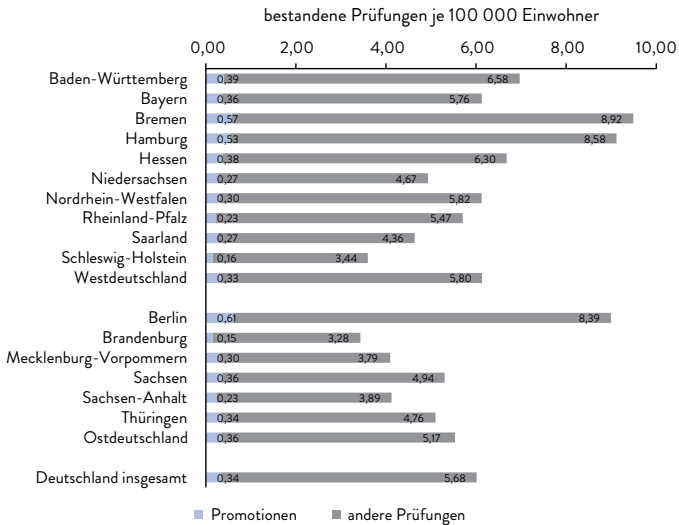 bestandene Prüfungen je 100 000 Einwohner
0,00 2,00 4,00 6,00 8,00 10,00
Baden-Württemberg 0,39 6,58
Bayern 0,36 5,76
Bremen 0,57 8,92
Hamburg 0,53 8,58
Hessen 0,38 6,30
Niedersachsen 0,27 4,67
Nordrhein-Westfalen 0,30 5,82
Rheinland-Pfalz 0,23 5,47
Saarland 0,27 4,36
Schleswig-Holstein 0,16 3,44
Westdeutschland 0,33 5,80
Berlin 0,61 8,39
Brandenburg 0,15 3,28
Mecklenburg-Vorpommern 0,30 3,79
Sachsen 0,36 4,94
Sachsen-Anhalt 0,23 3,89
Thüringen 0,34 4,76
Ostdeutschland 0,36 5,17
Deutschland insgesamt 0,34 5,68
Promotionen andere Prüfungen